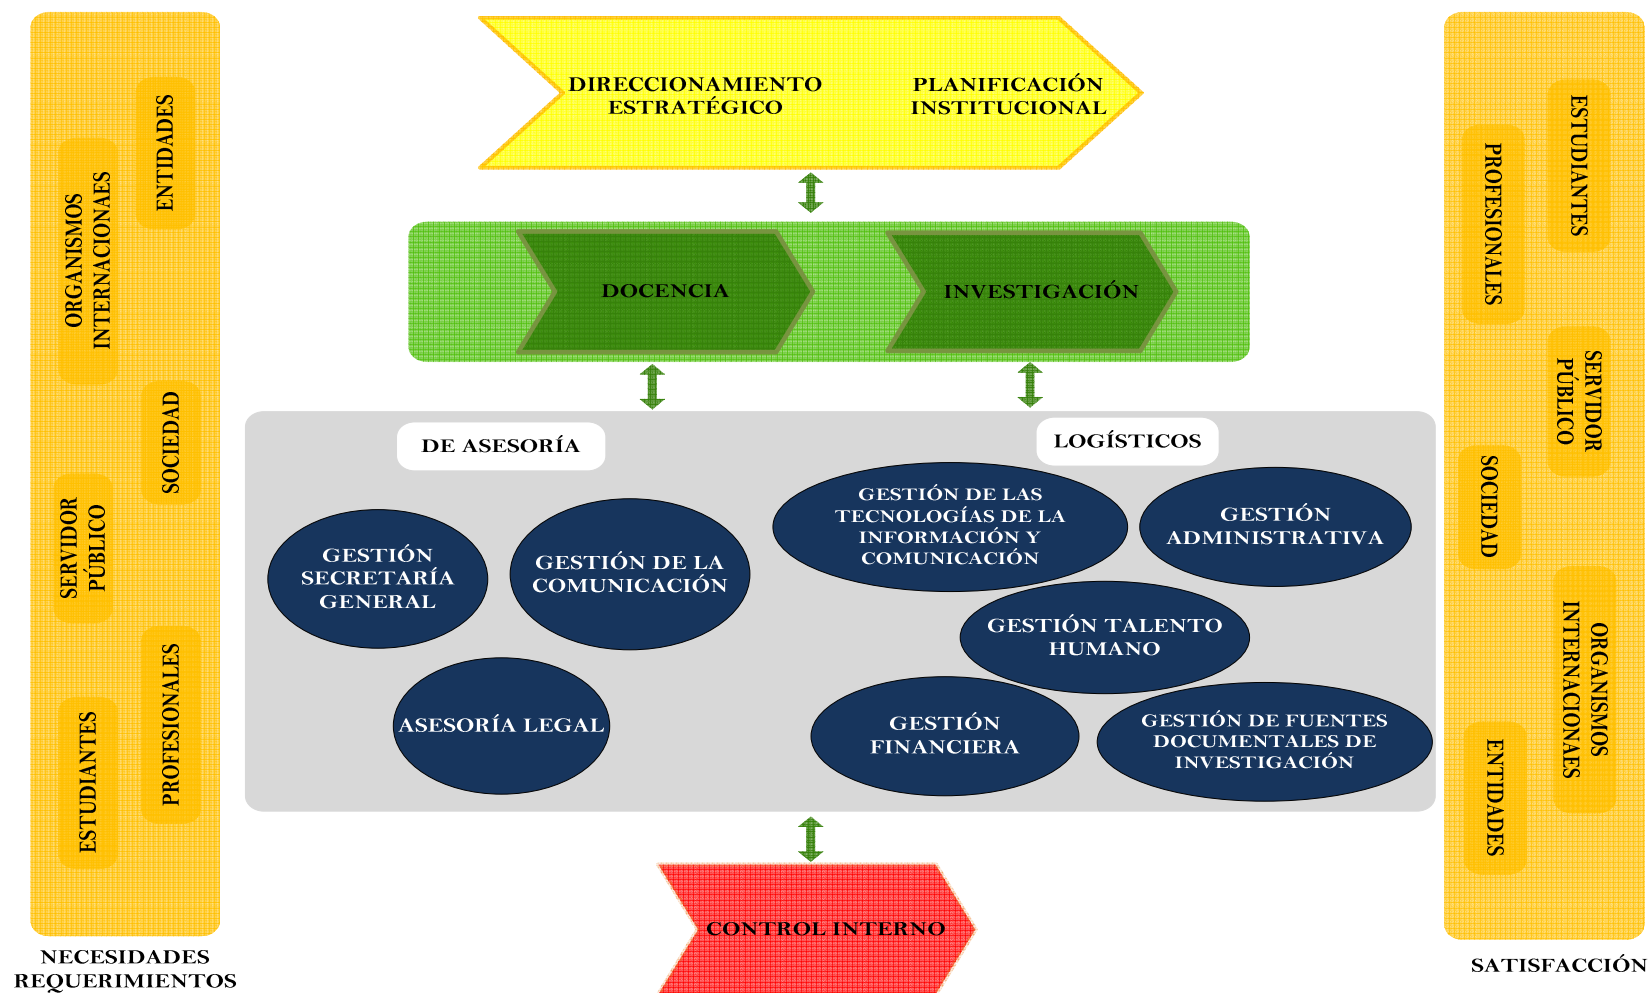 ENTIDADES
ORGANISMOS
INTERNACIONAES
SOCIEDAD
SERVIDOR
PÚBLICO
PROFESIONALES
ESTUDIANTES
NECESIDADES
REQUERIMIENTOS
DIRECCIONAMIENTO
ESTRATÉGICO
PLANIFICACIÓN
INSTITUCIONAL
DOCENCIA
INVESTIGACIÓN
DE ASESORÍA
GESTIÓN
SECRETARÍA
GENERAL
GESTIÓN DE LA
COMUNICACIÓN
ASESORÍA LEGAL
LOGÍSTICOS
GESTIÓN DE LAS
TECNOLOGÍAS DE LA
INFORMACIÓN Y
COMUNICACIÓN
GESTIÓN
ADMINISTRATIVA
GESTIÓN TALENTO
HUMANO
GESTIÓN
FINANCIERA
GESTIÓN DE FUENTES
DOCUMENTALES DE
INVESTIGACIÓN
CONTROL INTERNO
ESTUDIANTES
PROFESIONALES
SERVIDOR
PÚBLICO
SOCIEDAD
ORGANISMOS
INTERNACIONAES
ENTIDADES
SATISFACCIÓN